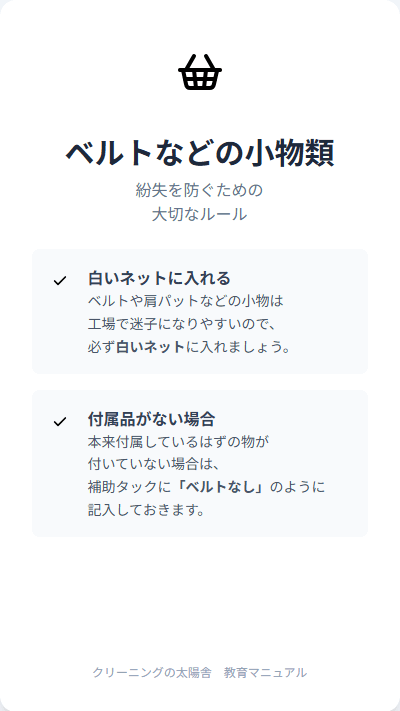 ベルトなどの小物類
紛失を防ぐための
大切なルール
白いネットに入れる
ベルトや肩パットなどの小物は
工場で迷子になりやすいので、
必ず白いネットに入れましょう。
付属品がない場合
本来付属しているはずの物が
付いていない場合は、
補助タックに「ベルトなし」のように
記入しておきます。
クリーニングの太陽舎　教育マニュアル